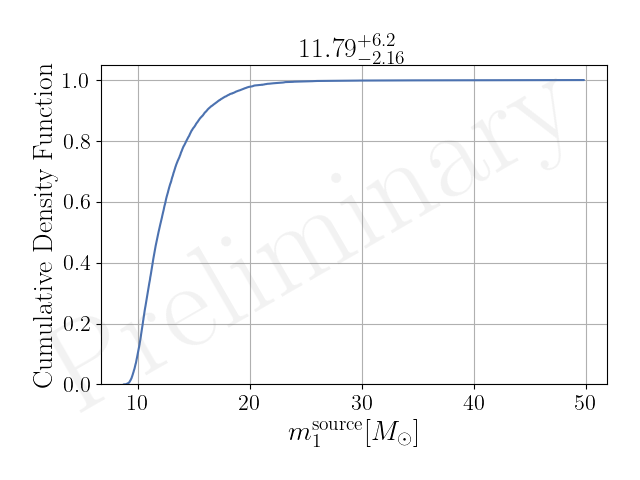 11.79^{+6.2}_{-2.16}
Cumulative Density Function
1.0
0.8
0.6
0.4
0.2
0.0
10 20 30 40 50
m_1^{source}[M_⊙]
Preliminary